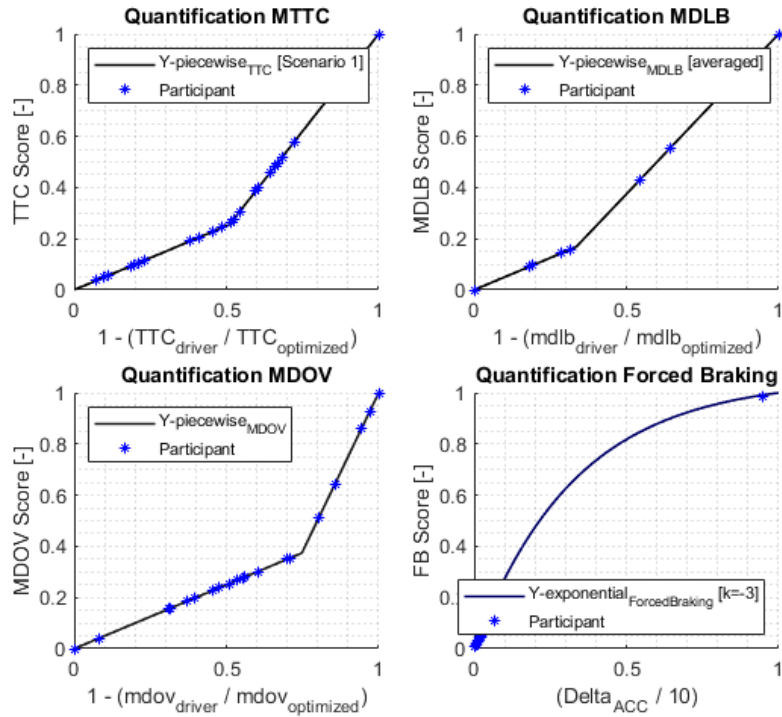 Quantification MTTC
1
0.8
0.6
0.4
0.2
0
TTC Score [-]
Y-piecewise_TTC [Scenario 1]
Participant
0 0.5 1
1 - (TTC_driver / TTC_optimized)
Quantification MDLB
1
0.8
0.6
0.4
0.2
0
MDLB Score [-]
Y-piecewise_MDLB [averaged]
Participant
0 0.5 1
1 - (mdlb_driver / mdlb_optimized)
Quantification MDOV
1
0.8
0.6
0.4
0.2
0
MDOV Score [-]
Y-piecewise_MDOV
Participant
0 0.5 1
1 - (mdov_driver / mdov_optimized)
Quantification Forced Braking
1
0.8
0.6
0.4
0.2
0
FB Score [-]
Y-exponential_ForcedBraking [k=-3]
Participant
0 0.5 1
(Delta_ACC / 10)